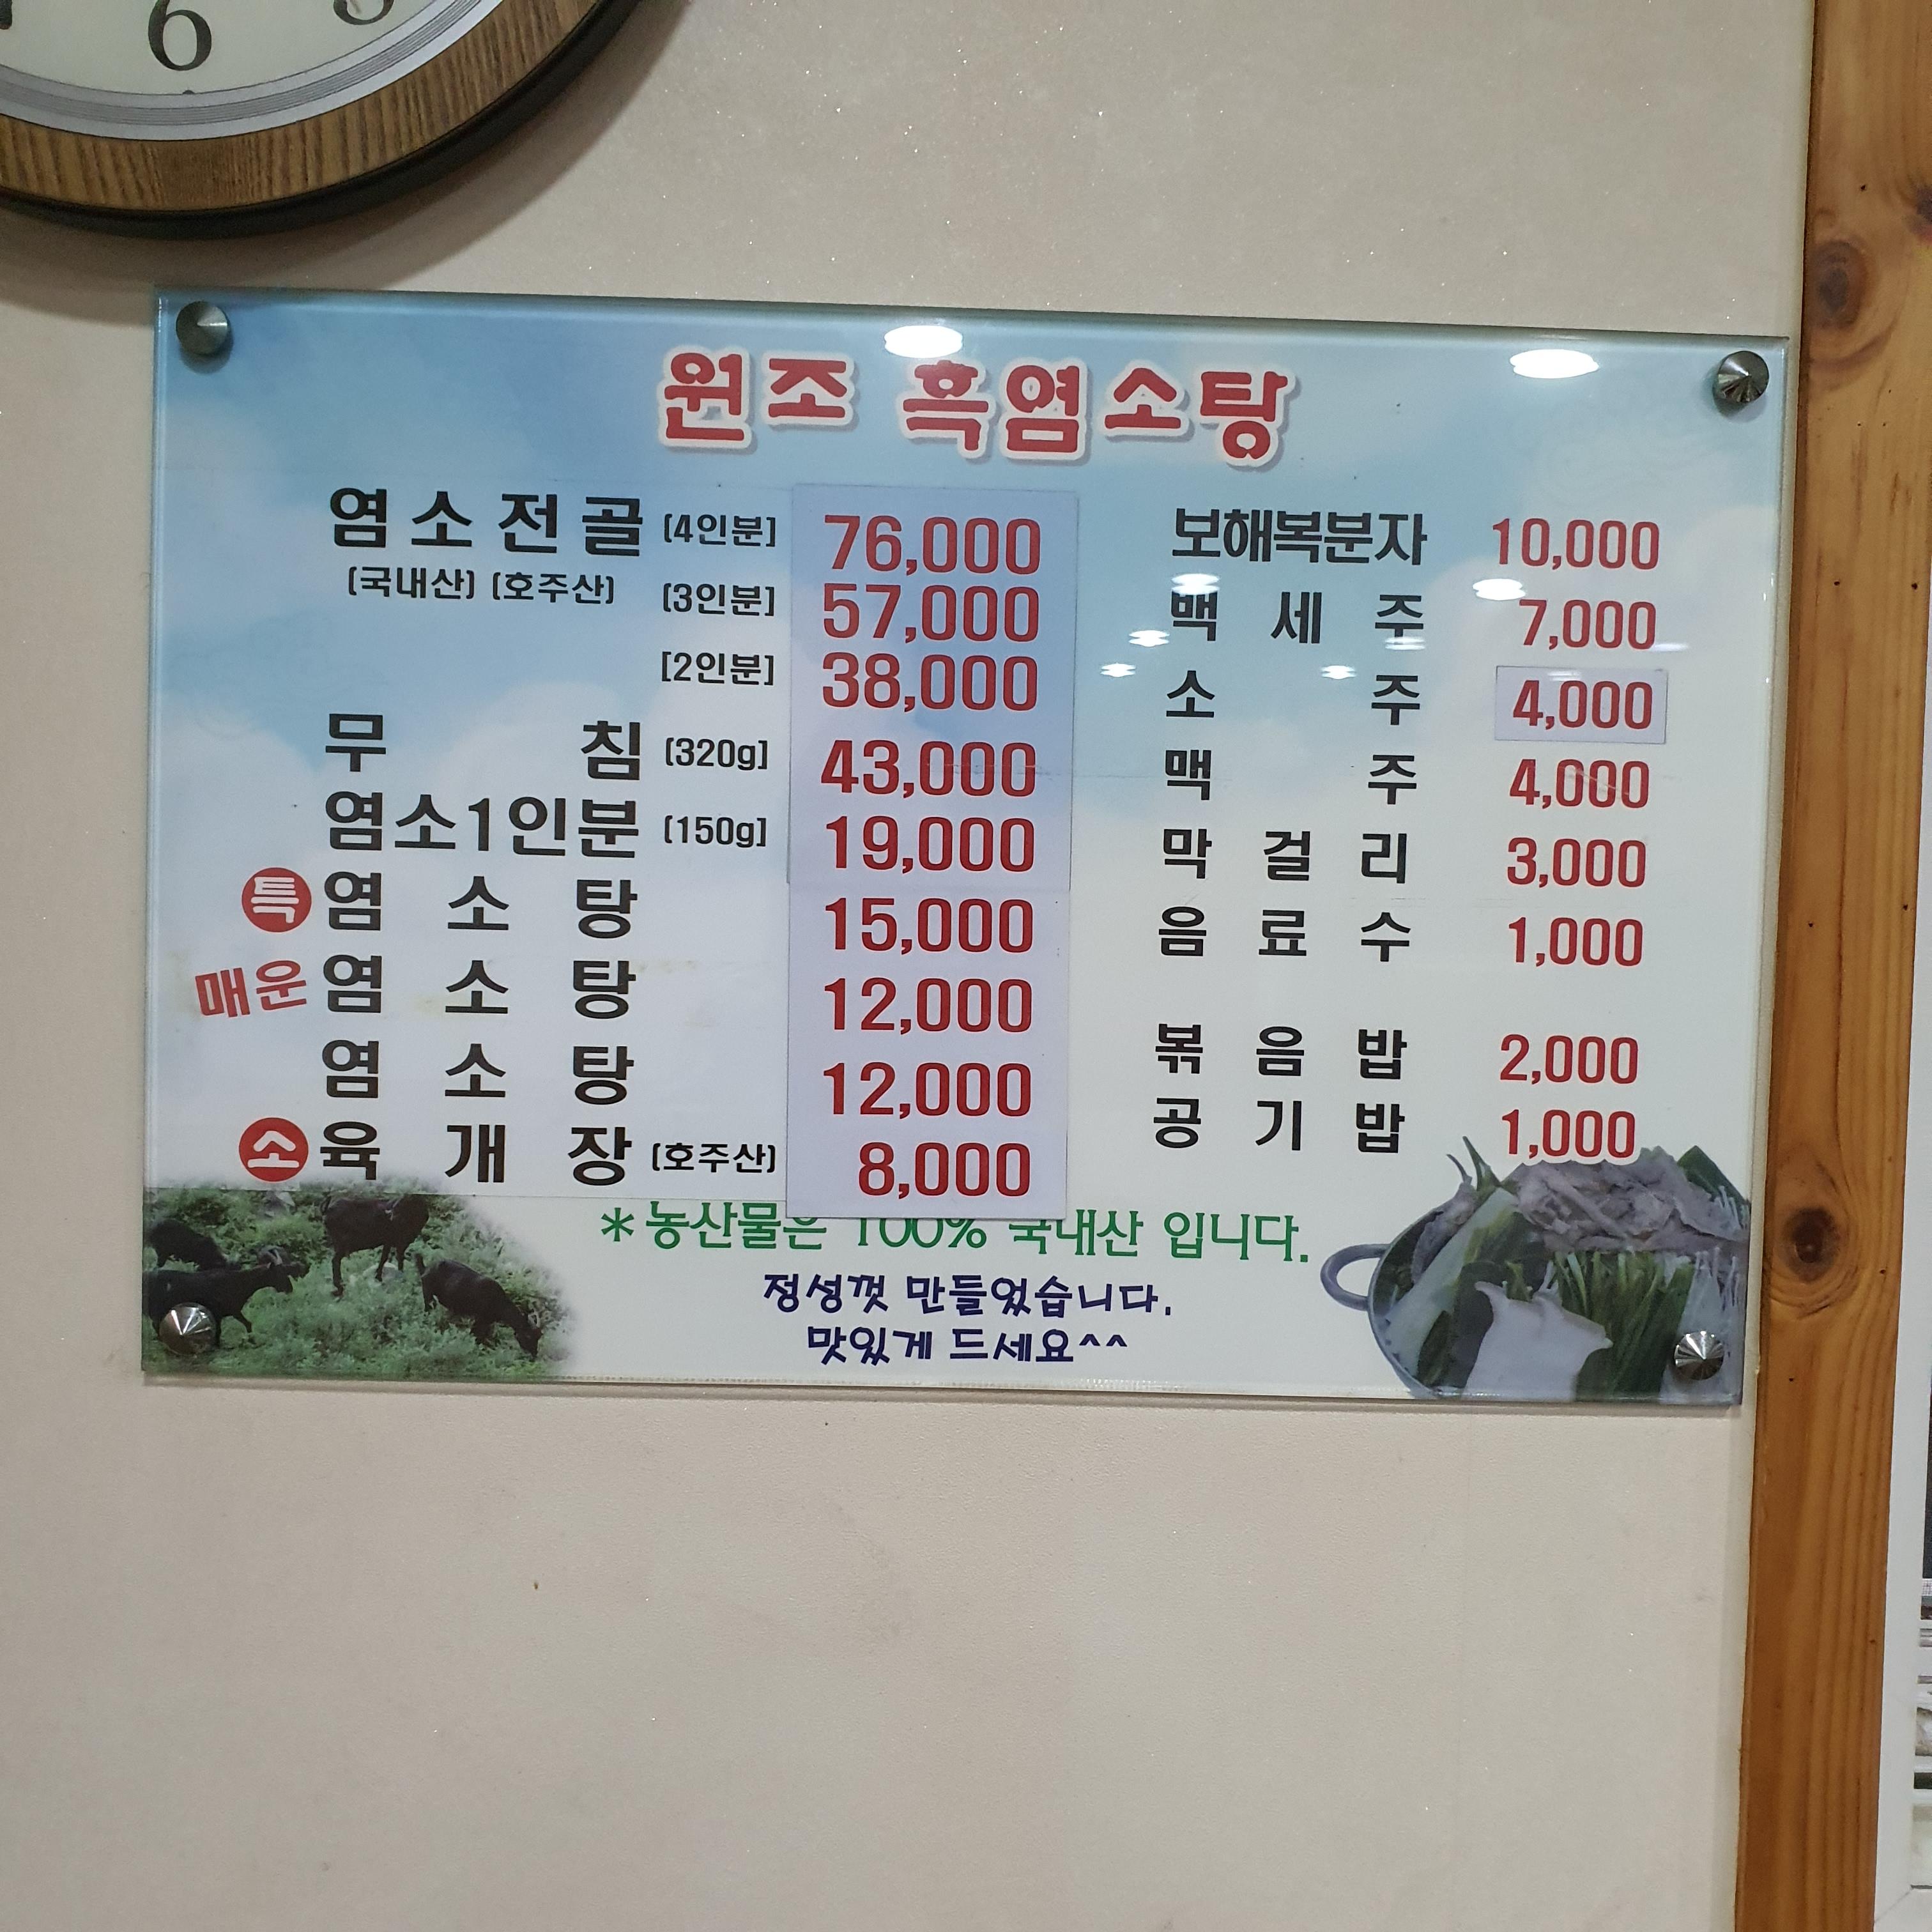 6
원조 흑염소탕
염소전골 [4인분] 76,000
[국내산] [호주산] [3인분] 57,000
[2인분] 38,000
무침 [320g] 43,000
염소1인분 [150g] 19,000
특 염소탕 15,000
매운 염소탕 12,000
염소탕 12,000
소 육개장 [호주산] 8,000
보해복분자 10,000
백세주 7,000
소주 4,000
맥주 4,000
막걸리 3,000
음료수 1,000
볶음밥 2,000
공기밥 1,000
*농산물은 100% 국내산 입니다.
정성껏 만들었습니다.
맛있게 드세요^^